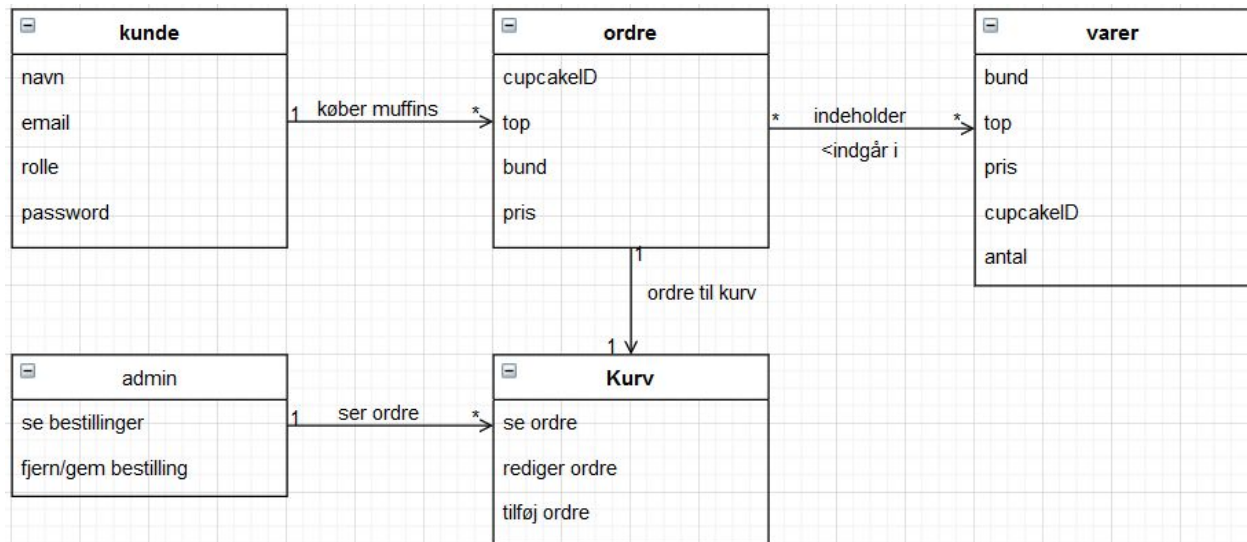 kunde
navn
email
rolle
password
1 køber muffins *
ordre
cupcakeID
top
bund
pris
* indeholder *
<indgår i
varer
bund
top
pris
cupcakeID
antal
1
ordre til kurv
1
admin
se bestillinger
fjern/gem bestilling
1 ser ordre *
Kurv
se ordre
rediger ordre
tilføj ordre